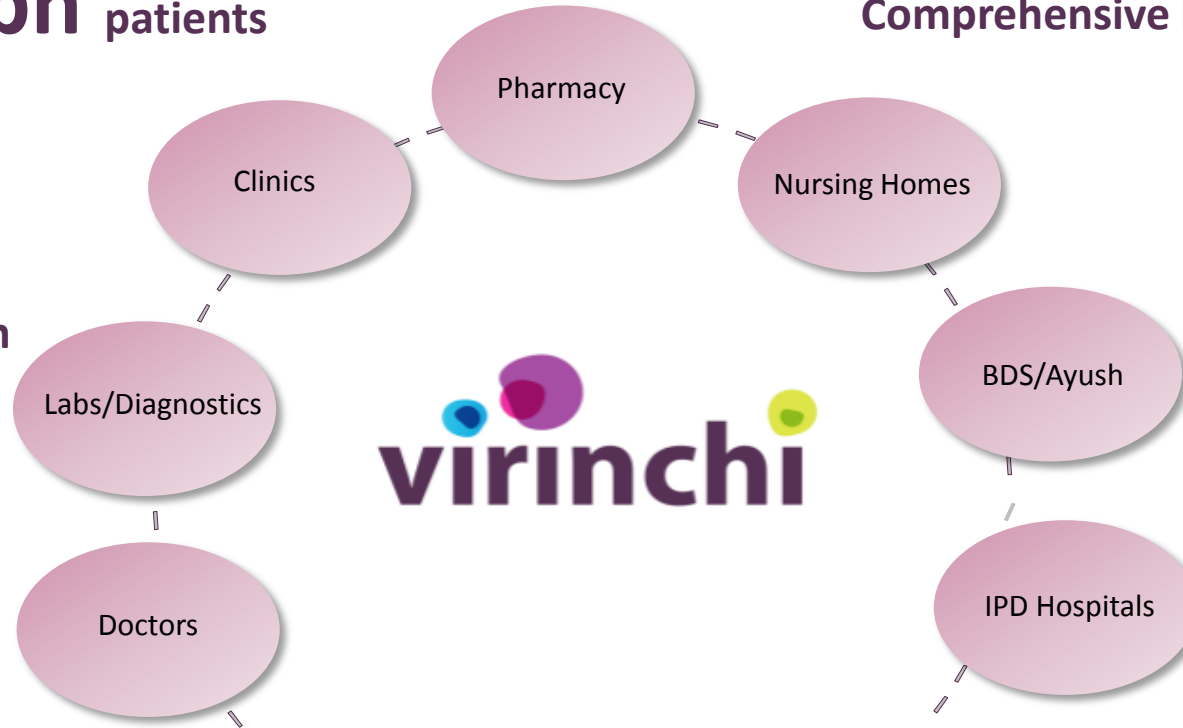 patients
Comprehensive
Pharmacy
Clinics
Nursing Homes
Labs/Diagnostics
BDS/Ayush
virinchi
Doctors
IPD Hospitals